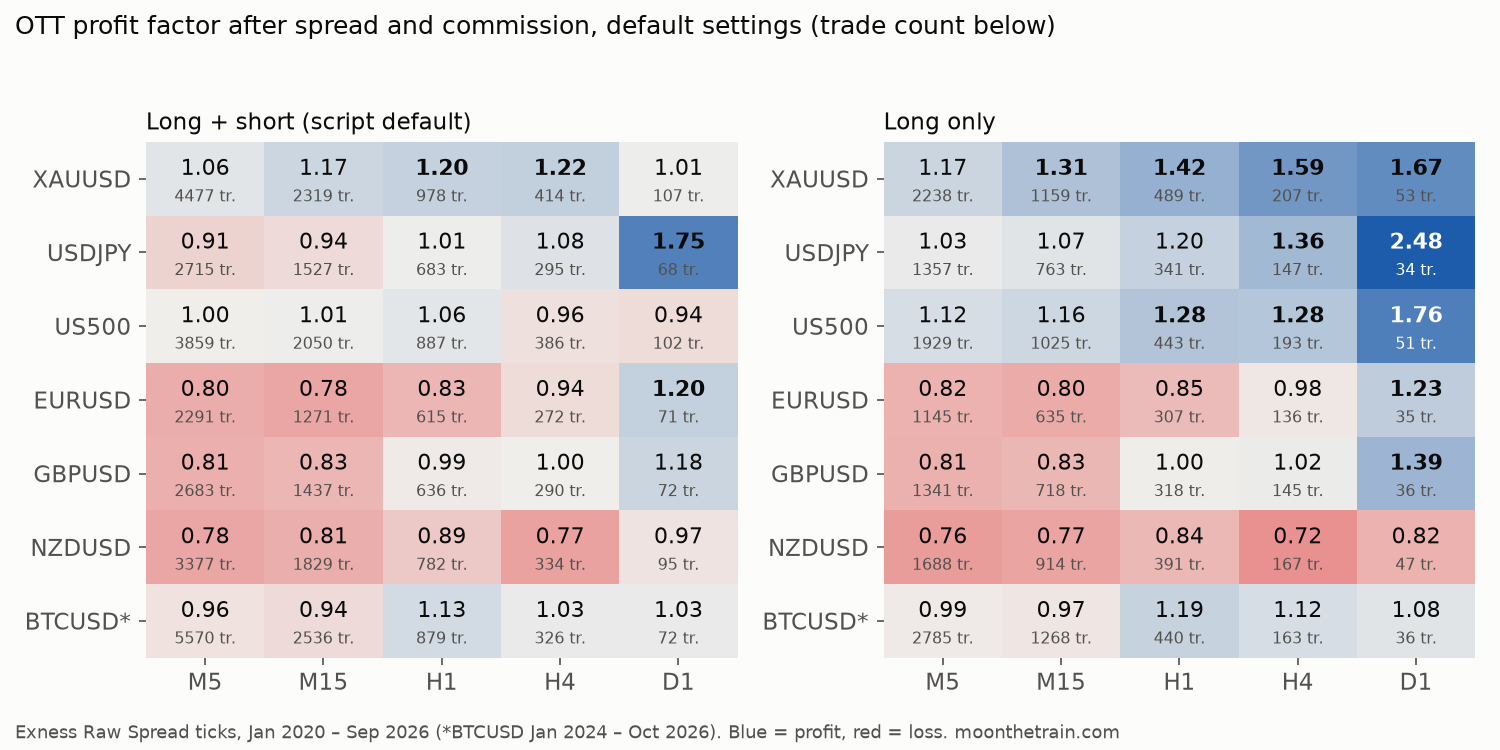 OTT profit factor after spread and commission, default settings (trade count below)
Long + short (script default)
XAUUSD 1.06 1.17 1.20 1.22 1.01
4477 tr. 2319 tr. 978 tr. 414 tr. 107 tr.
USDJPY 0.91 0.94 1.01 1.08 1.75
2715 tr. 1527 tr. 683 tr. 295 tr. 68 tr.
US500 1.00 1.01 1.06 0.96 0.94
3859 tr. 2050 tr. 887 tr. 386 tr. 102 tr.
EURUSD 0.80 0.78 0.83 0.94 1.20
2291 tr. 1271 tr. 615 tr. 272 tr. 71 tr.
GBPUSD 0.81 0.83 0.99 1.00 1.18
2683 tr. 1437 tr. 636 tr. 290 tr. 72 tr.
NZDUSD 0.78 0.81 0.89 0.77 0.97
3377 tr. 1829 tr. 782 tr. 334 tr. 95 tr.
BTCUSD* 0.96 0.94 1.13 1.03 1.03
5570 tr. 2536 tr. 879 tr. 326 tr. 72 tr.
M5 M15 H1 H4 D1
Long only
XAUUSD 1.17 1.31 1.42 1.59 1.67
2238 tr. 1159 tr. 489 tr. 207 tr. 53 tr.
USDJPY 1.03 1.07 1.20 1.36 2.48
1357 tr. 763 tr. 341 tr. 147 tr. 34 tr.
US500 1.12 1.16 1.28 1.28 1.76
1929 tr. 1025 tr. 443 tr. 193 tr. 51 tr.
EURUSD 0.82 0.80 0.85 0.98 1.23
1145 tr. 635 tr. 307 tr. 136 tr. 35 tr.
GBPUSD 0.81 0.83 1.00 1.02 1.39
1341 tr. 718 tr. 318 tr. 145 tr. 36 tr.
NZDUSD 0.76 0.77 0.84 0.72 0.82
1688 tr. 914 tr. 391 tr. 167 tr. 47 tr.
BTCUSD* 0.99 0.97 1.19 1.12 1.08
2785 tr. 1268 tr. 440 tr. 163 tr. 36 tr.
M5 M15 H1 H4 D1
Exness Raw Spread ticks, Jan 2020 – Sep 2026 (*BTCUSD Jan 2024 – Oct 2026). Blue = profit, red = loss. moonthetrain.com